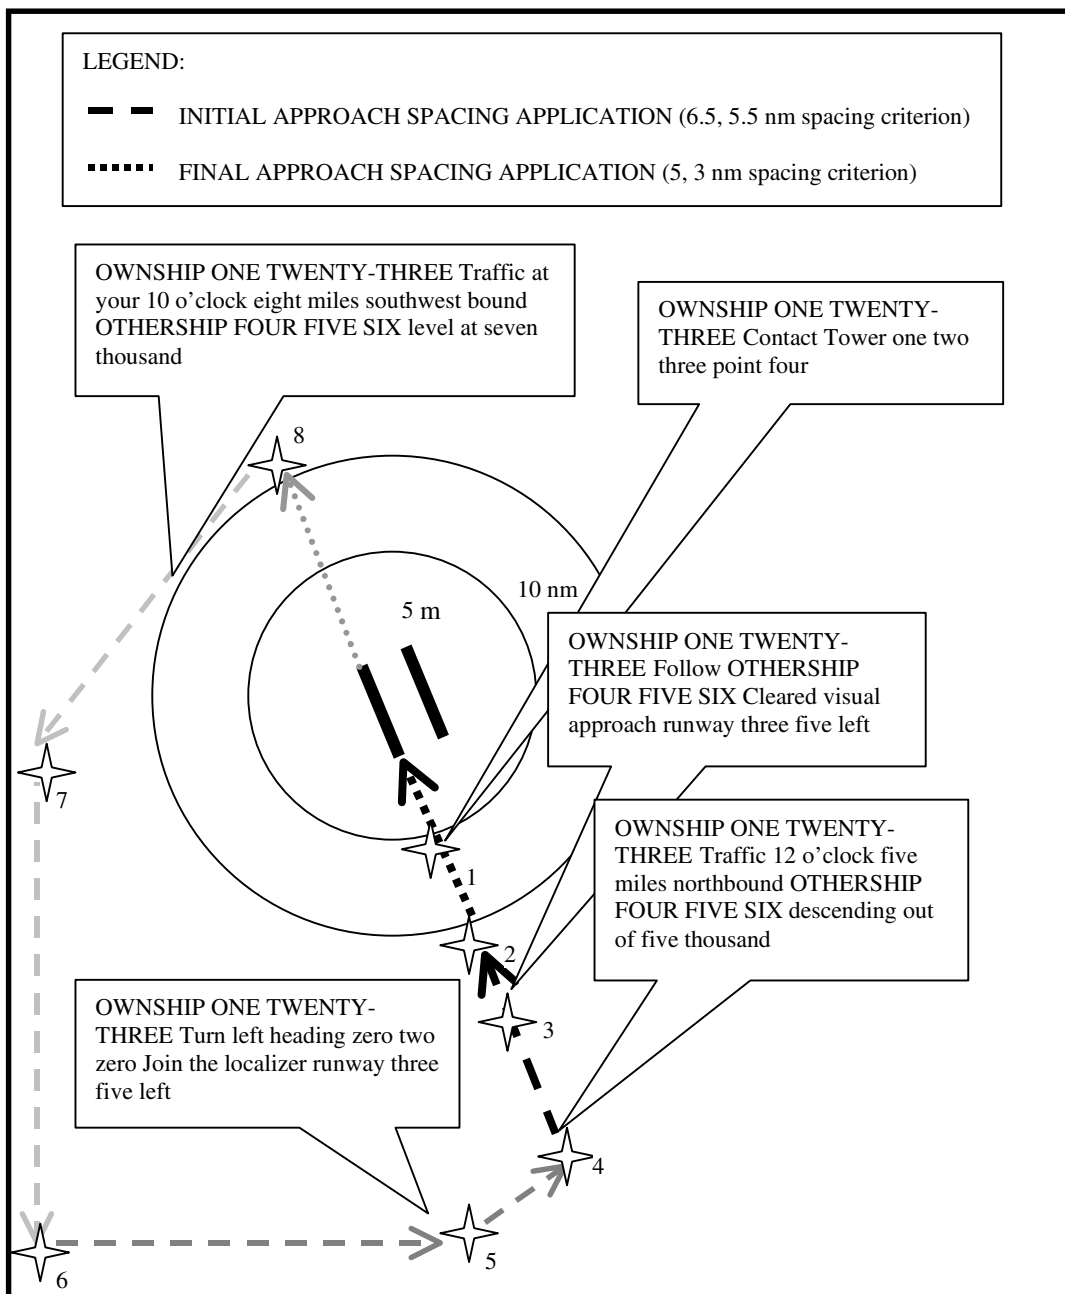 LEGEND:
INITIAL APPROACH SPACING APPLICATION (6.5, 5.5 nm spacing criterion)
FINAL APPROACH SPACING APPLICATION (5, 3 nm spacing criterion)
OWNSHIP ONE TWENTY-THREE Traffic at
your 10 o’clock eight miles southwest bound
OTHERSHIP FOUR FIVE SIX level at seven
thousand
OWNSHIP ONE TWENTY-
THREE Contact Tower one two
three point four
8
10 nm
5 m
OWNSHIP ONE TWENTY-
THREE Follow OTHERSHIP
FOUR FIVE SIX Cleared visual
approach runway three five left
7
OWNSHIP ONE TWENTY-
THREE Traffic 12 o’clock five
miles northbound OTHERSHIP
FOUR FIVE SIX descending out
of five thousand
1
2
OWNSHIP ONE TWENTY-
THREE Turn left heading zero two
zero Join the localizer runway three
five left
3
4
5
6